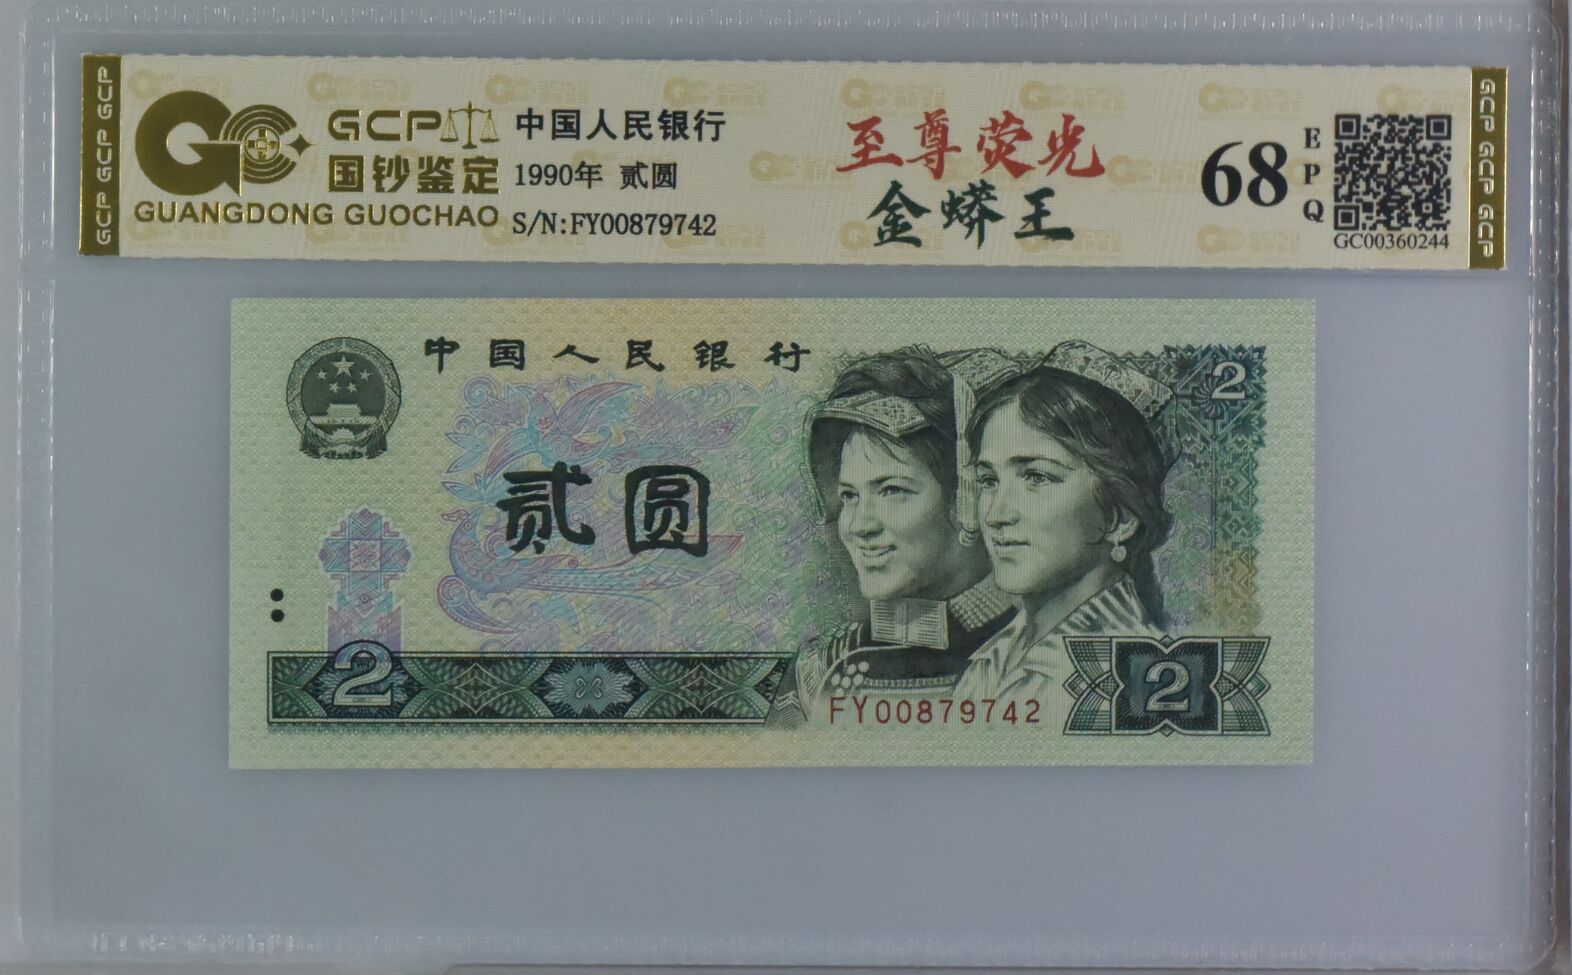 GCP GCP GCP
GCP
国钞鉴定
GUANGDONG GUOCHAO
中国人民银行
1990年 贰圆
S/N:FY00879742
至尊荧光
金蟒王
68
EPQ
GC00360244
GCP GCP GCP
中国人民银行
2
贰圆
2
FY00879742
2